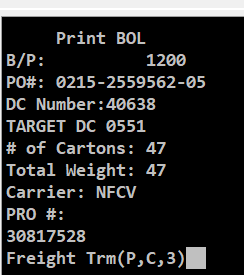 Print BOL
B/P: 1200
PO#: 0215-2559562-05
DC Number:40638
TARGET DC 0551
# of Cartons: 47
Total Weight: 47
Carrier: NFCV
PRO #:
30817528
Freight Trm(P,C,3)